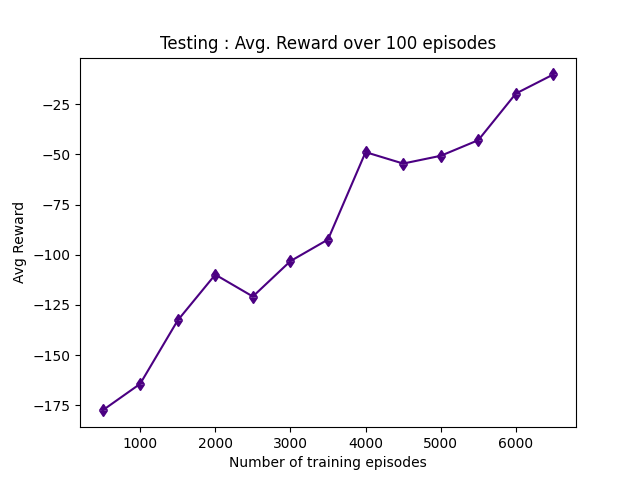 Testing : Avg. Reward over 100 episodes
−25
−50
−75
−100
−125
−150
−175
Avg Reward
1000 2000 3000 4000 5000 6000
Number of training episodes